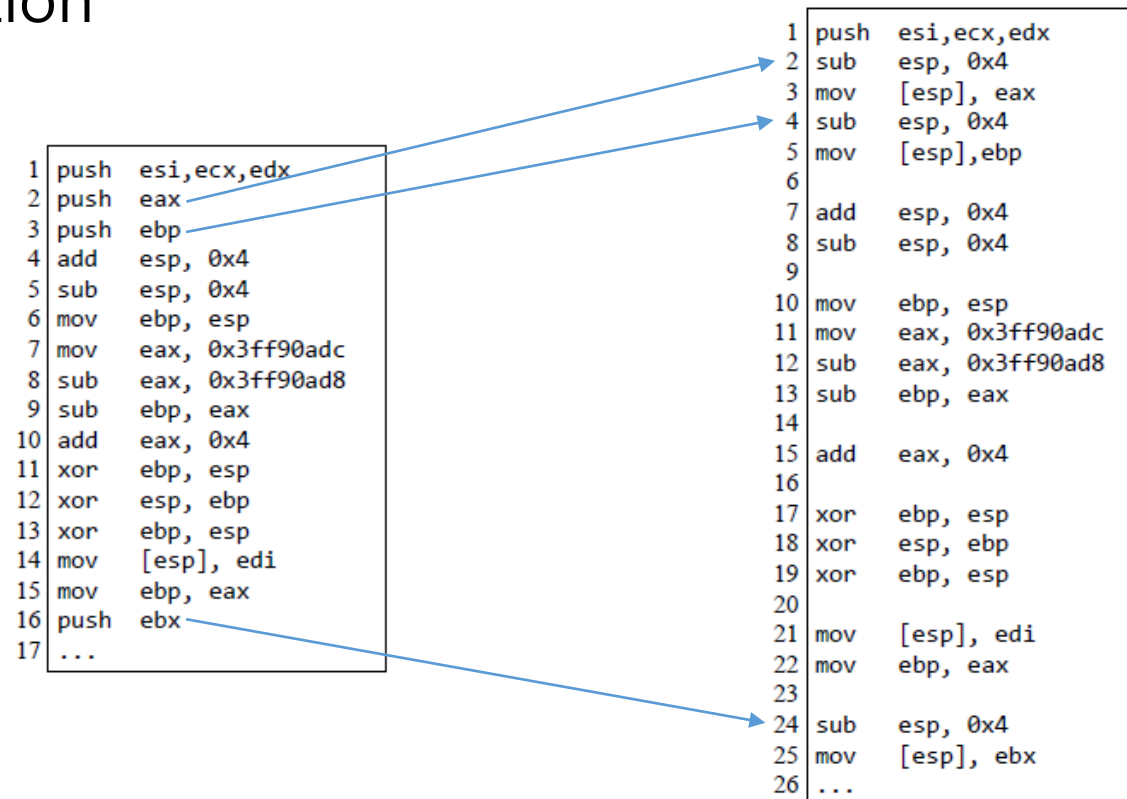 1 push esi,ecx,edx
2 push eax
3 push ebp
4 add esp, 0x4
5 sub esp, 0x4
6 mov ebp, esp
7 mov eax, 0x3ff90adc
8 sub eax, 0x3ff90ad8
9 sub ebp, eax
10 add eax, 0x4
11 xor ebp, esp
12 xor esp, ebp
13 xor ebp, esp
14 mov [esp], edi
15 mov ebp, eax
16 push ebx
17 ...
1 push esi,ecx,edx
2 sub esp, 0x4
3 mov [esp], eax
4 sub esp, 0x4
5 mov [esp],ebp
6
7 add esp, 0x4
8 sub esp, 0x4
9
10 mov ebp, esp
11 mov eax, 0x3ff90adc
12 sub eax, 0x3ff90ad8
13 sub ebp, eax
14
15 add eax, 0x4
16
17 xor ebp, esp
18 xor esp, ebp
19 xor ebp, esp
20
21 mov [esp], edi
22 mov ebp, eax
23
24 sub esp, 0x4
25 mov [esp], ebx
26 ...